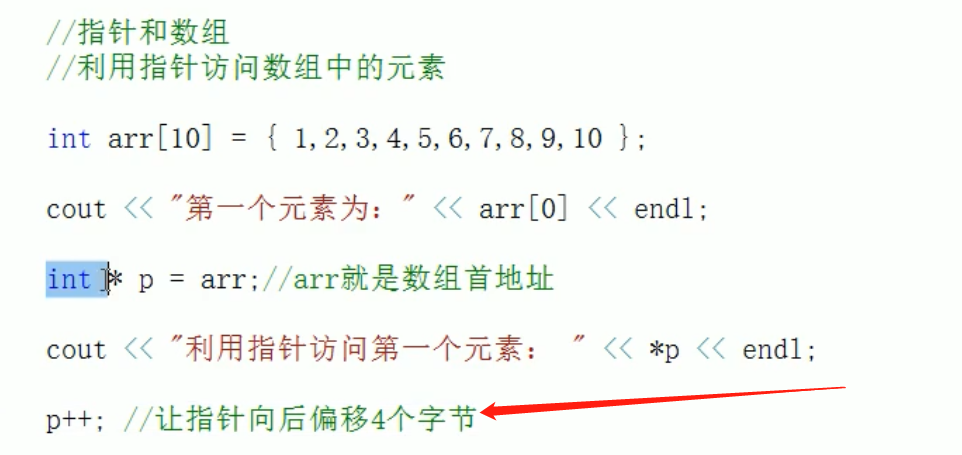 //指针和数组
//利用指针访问数组中的元素
int arr[10] = { 1,2,3,4,5,6,7,8,9,10 };
cout << "第一个元素为：" << arr[0] << endl;
int * p = arr;//arr就是数组首地址
cout << "利用指针访问第一个元素： " << *p << endl;
p++; //让指针向后偏移4个字节